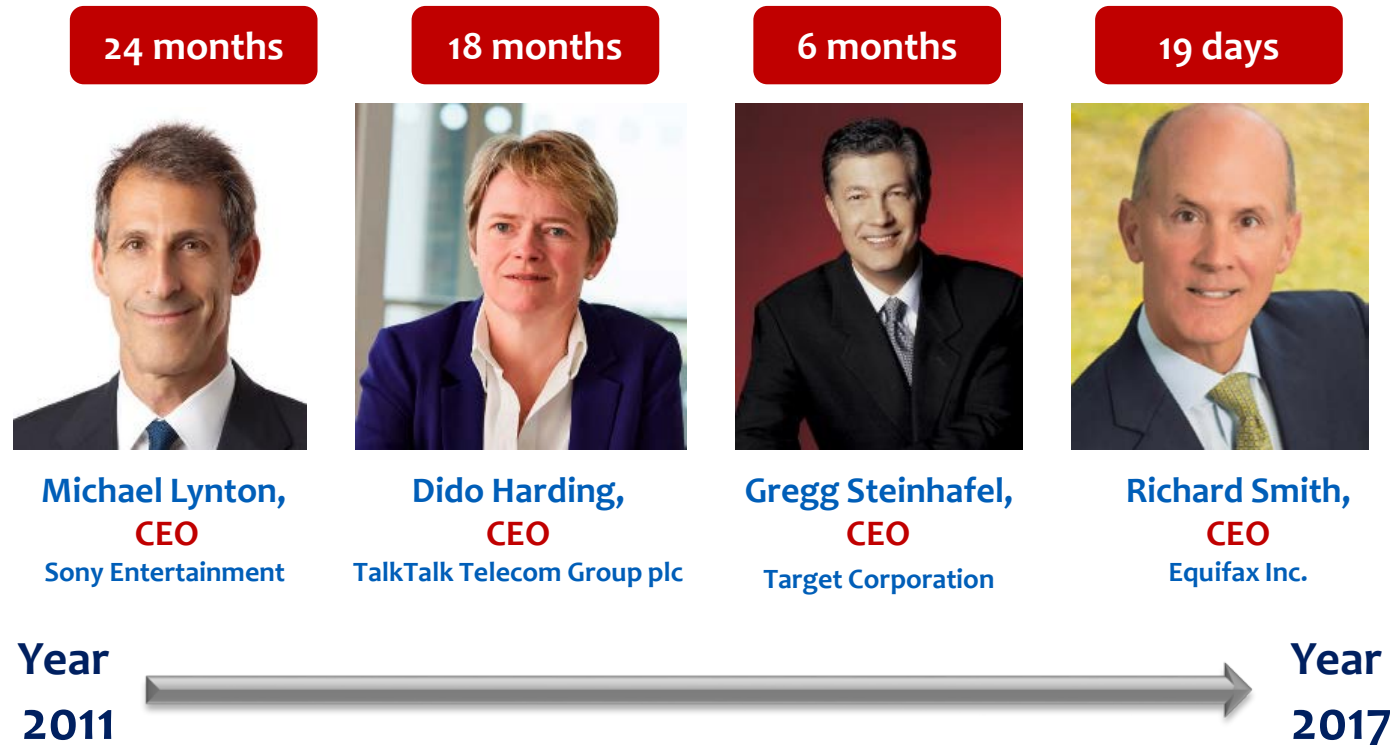 24 months
18 months
6 months
19 days
Michael Lynton,
CEO
Sony Entertainment
Dido Harding,
CEO
TalkTalk Telecom Group plc
Gregg Steinhafel,
CEO
Target Corporation
Richard Smith,
CEO
Equifax Inc.
Year
2011
Year
2017